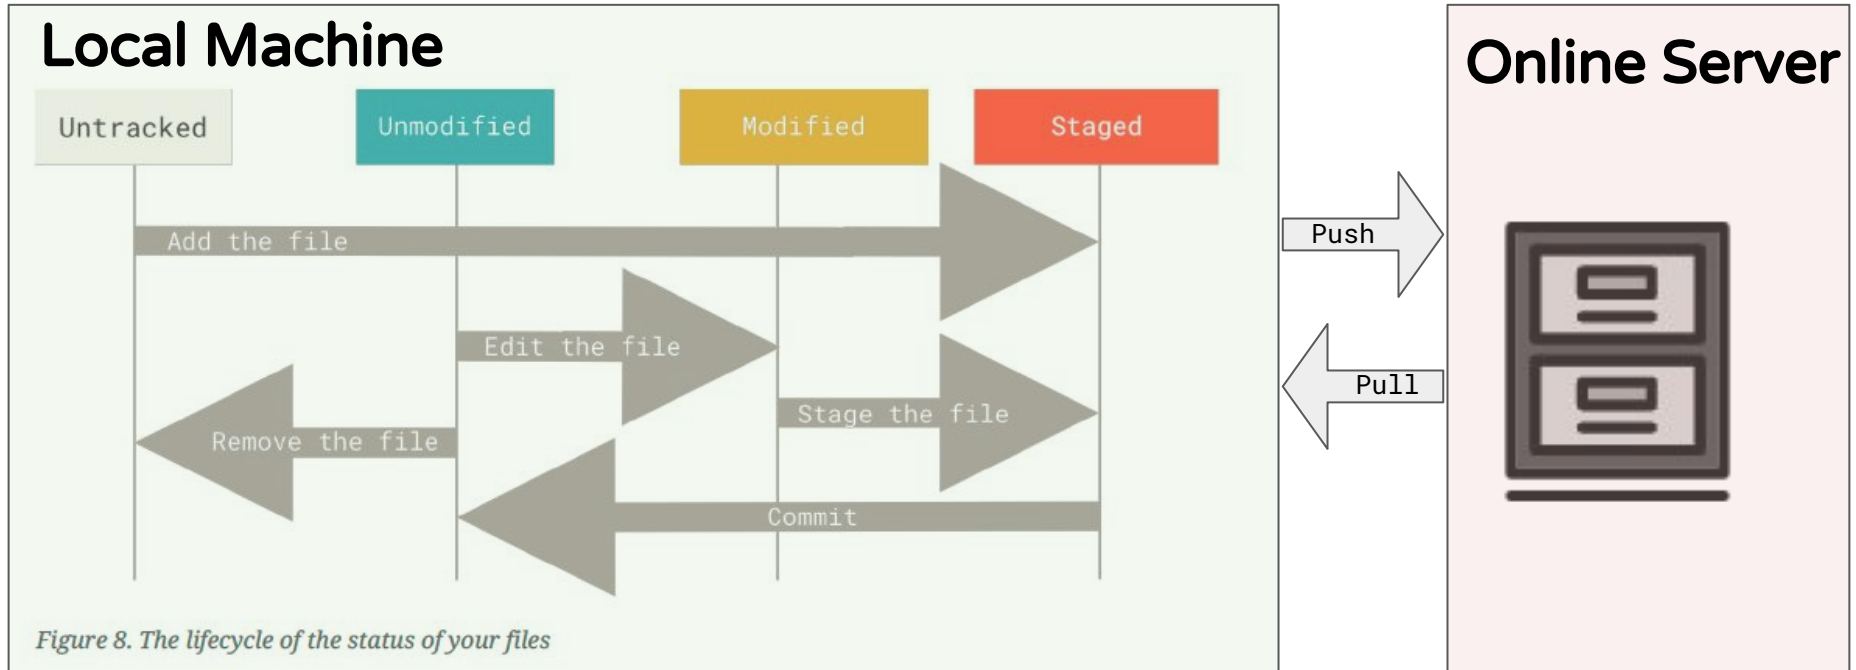 Local Machine
Online Server
Untracked
Unmodified
Modified
Staged
Add the file
Push
Edit the file
Pull
Stage the file
Remove the file
Commit
Figure 8. The lifecycle of the status of your files